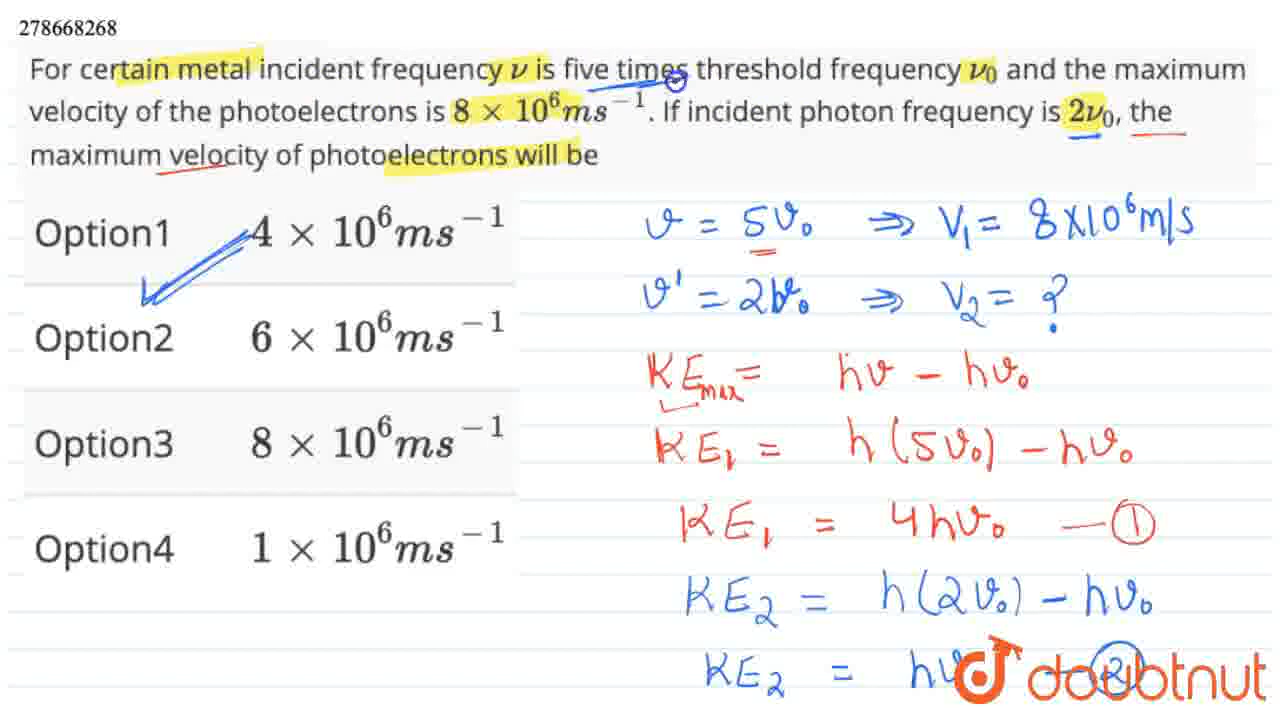 278668268
For certain metal incident frequency ν is five times threshold frequency ν₀ and the maximum
velocity of the photoelectrons is 8 × 10⁶ms⁻¹. If incident photon frequency is 2ν₀, the
maximum velocity of photoelectrons will be
Option1 4 × 10⁶ms⁻¹
Option2 6 × 10⁶ms⁻¹
Option3 8 × 10⁶ms⁻¹
Option4 1 × 10⁶ms⁻¹
ν = 5ν₀ ⇒ V₁ = 8×10⁶m/s
ν' = 2ν₀ ⇒ V₂ = ?
KEmax = hν − hν₀
KE₁ = h(5ν₀) − hν₀
KE₁ = 4hν₀ — ①
KE₂ = h(2ν₀) − hν₀
KE₂ = hν — ②
doubtnut